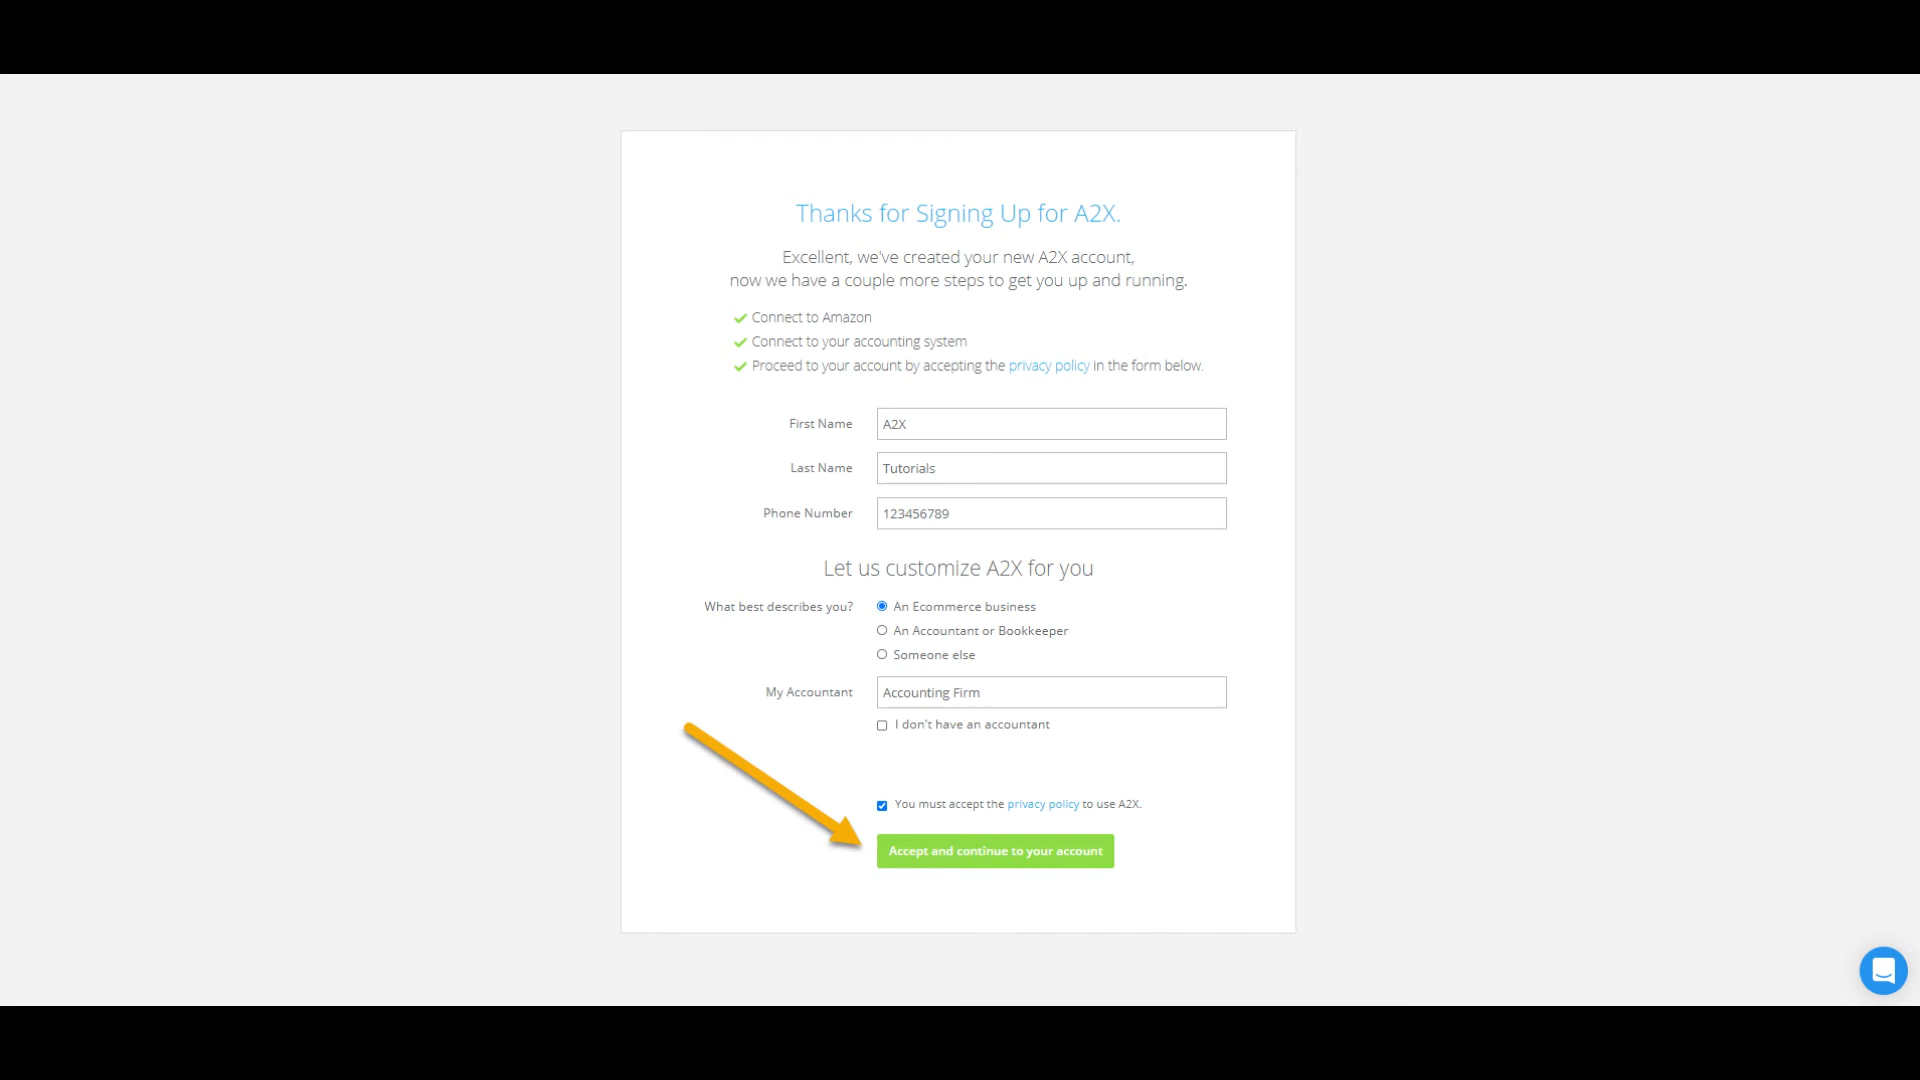 Thanks for Signing Up for A2X.
Excellent, we've created your new A2X account,
now we have a couple more steps to get you up and running.
Connect to Amazon
Connect to your accounting system
Proceed to your account by accepting the privacy policy in the form below.
First Name A2X
Last Name Tutorials
Phone Number 123456789
Let us customize A2X for you
What best describes you? An Ecommerce business
An Accountant or Bookkeeper
Someone else
My Accountant Accounting Firm
I don't have an accountant
You must accept the privacy policy to use A2X.
Accept and continue to your account